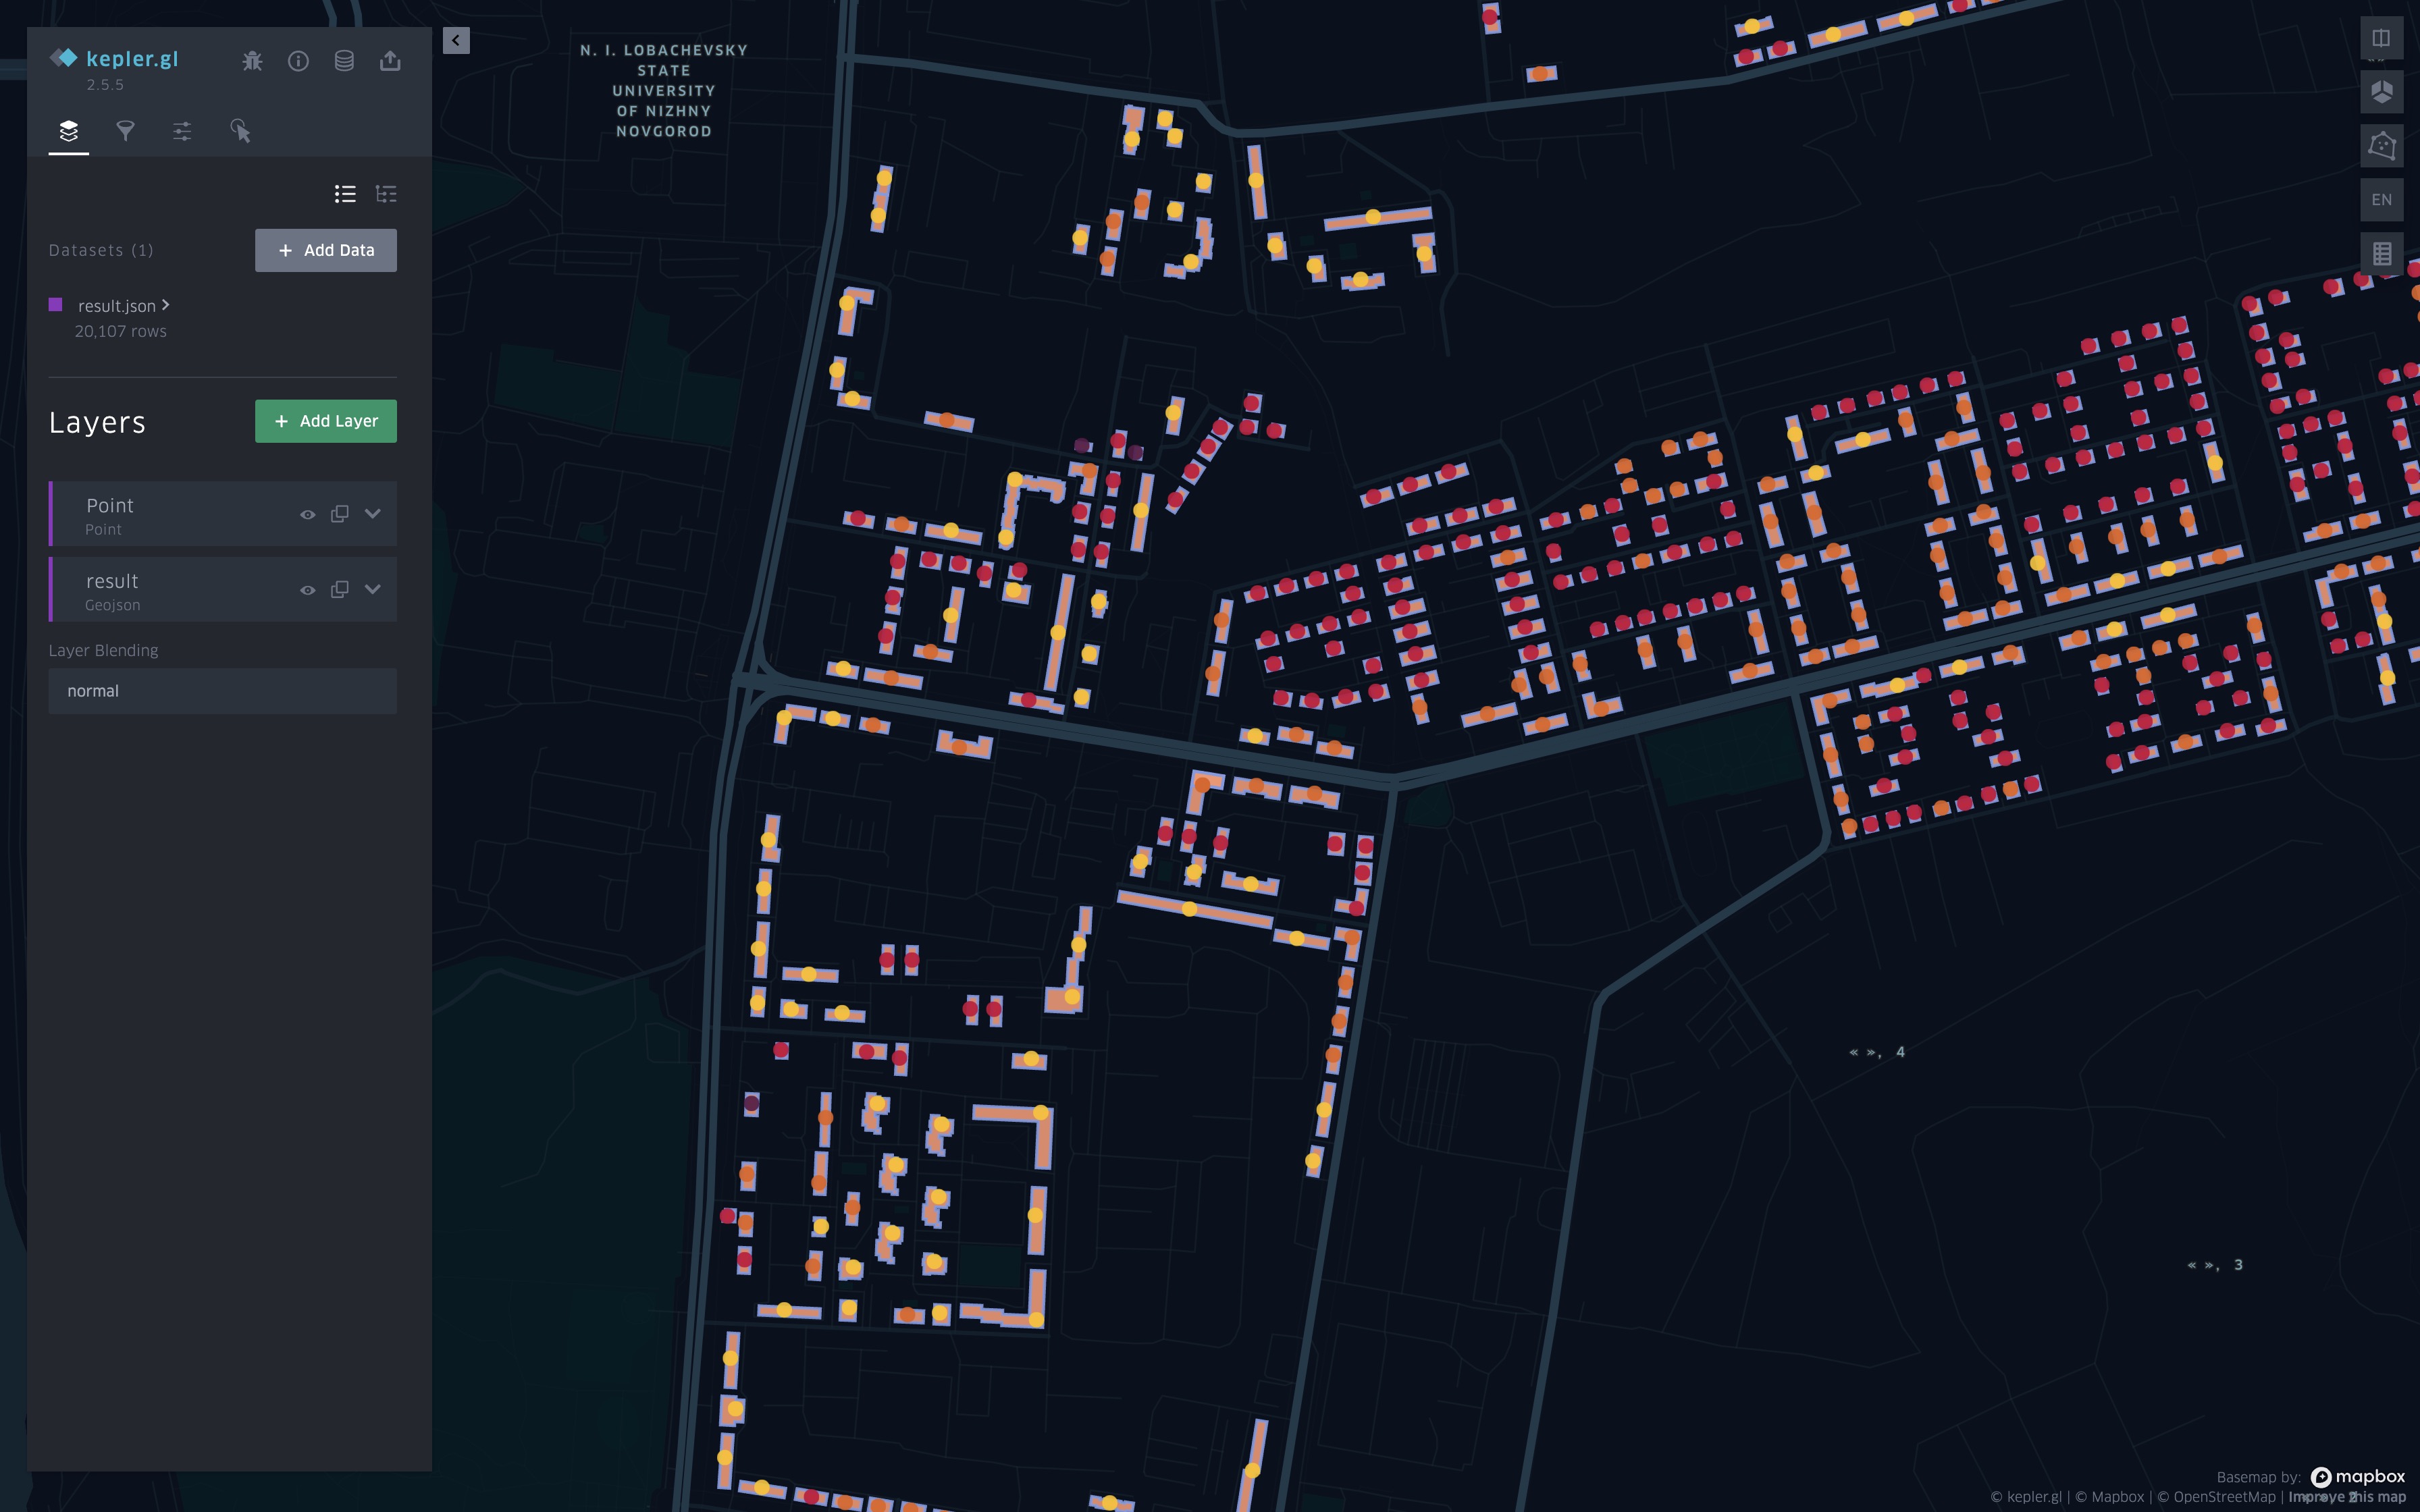 kepler.gl
2.5.5
Datasets (1)
+ Add Data
result.json
20,107 rows
Layers
+ Add Layer
Point
Point
result
Geojson
Layer Blending
normal
N. I. LOBACHEVSKY
STATE
UNIVERSITY
OF NIZHNY
NOVGOROD
EN
« », 4
« », 3
Basemap by: mapbox
© kepler.gl | © Mapbox | © OpenStreetMap | Improve this map